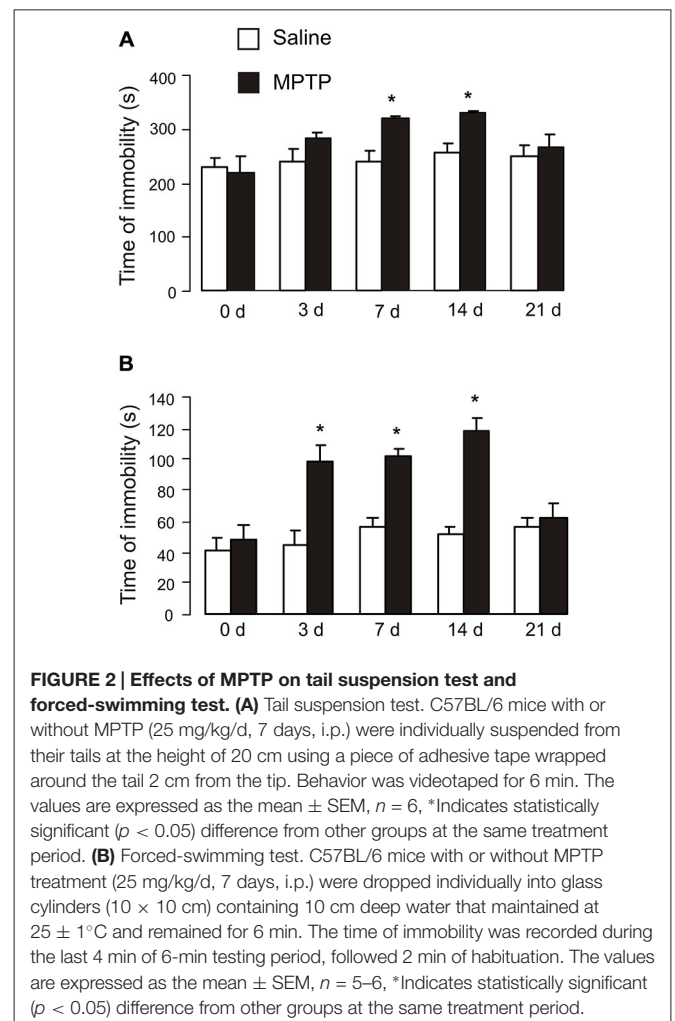 A
Saline
MPTP
Time of immobility (s)
400
300
200
100
0
* *
0 d 3 d 7 d 14 d 21 d
B
Time of immobility (s)
140
120
100
80
60
40
20
0
* * *
0 d 3 d 7 d 14 d 21 d
FIGURE 2 | Effects of MPTP on tail suspension test and
forced-swimming test. (A) Tail suspension test. C57BL/6 mice with or
without MPTP (25 mg/kg/d, 7 days, i.p.) were individually suspended from
their tails at the height of 20 cm using a piece of adhesive tape wrapped
around the tail 2 cm from the tip. Behavior was videotaped for 6 min. The
values are expressed as the mean ± SEM, n = 6, *Indicates statistically
significant (p < 0.05) difference from other groups at the same treatment
period. (B) Forced-swimming test. C57BL/6 mice with or without MPTP
treatment (25 mg/kg/d, 7 days, i.p.) were dropped individually into glass
cylinders (10 × 10 cm) containing 10 cm deep water that maintained at
25 ± 1°C and remained for 6 min. The time of immobility was recorded during
the last 4 min of 6-min testing period, followed 2 min of habituation. The values
are expressed as the mean ± SEM, n = 5–6, *Indicates statistically significant
(p < 0.05) difference from other groups at the same treatment period.